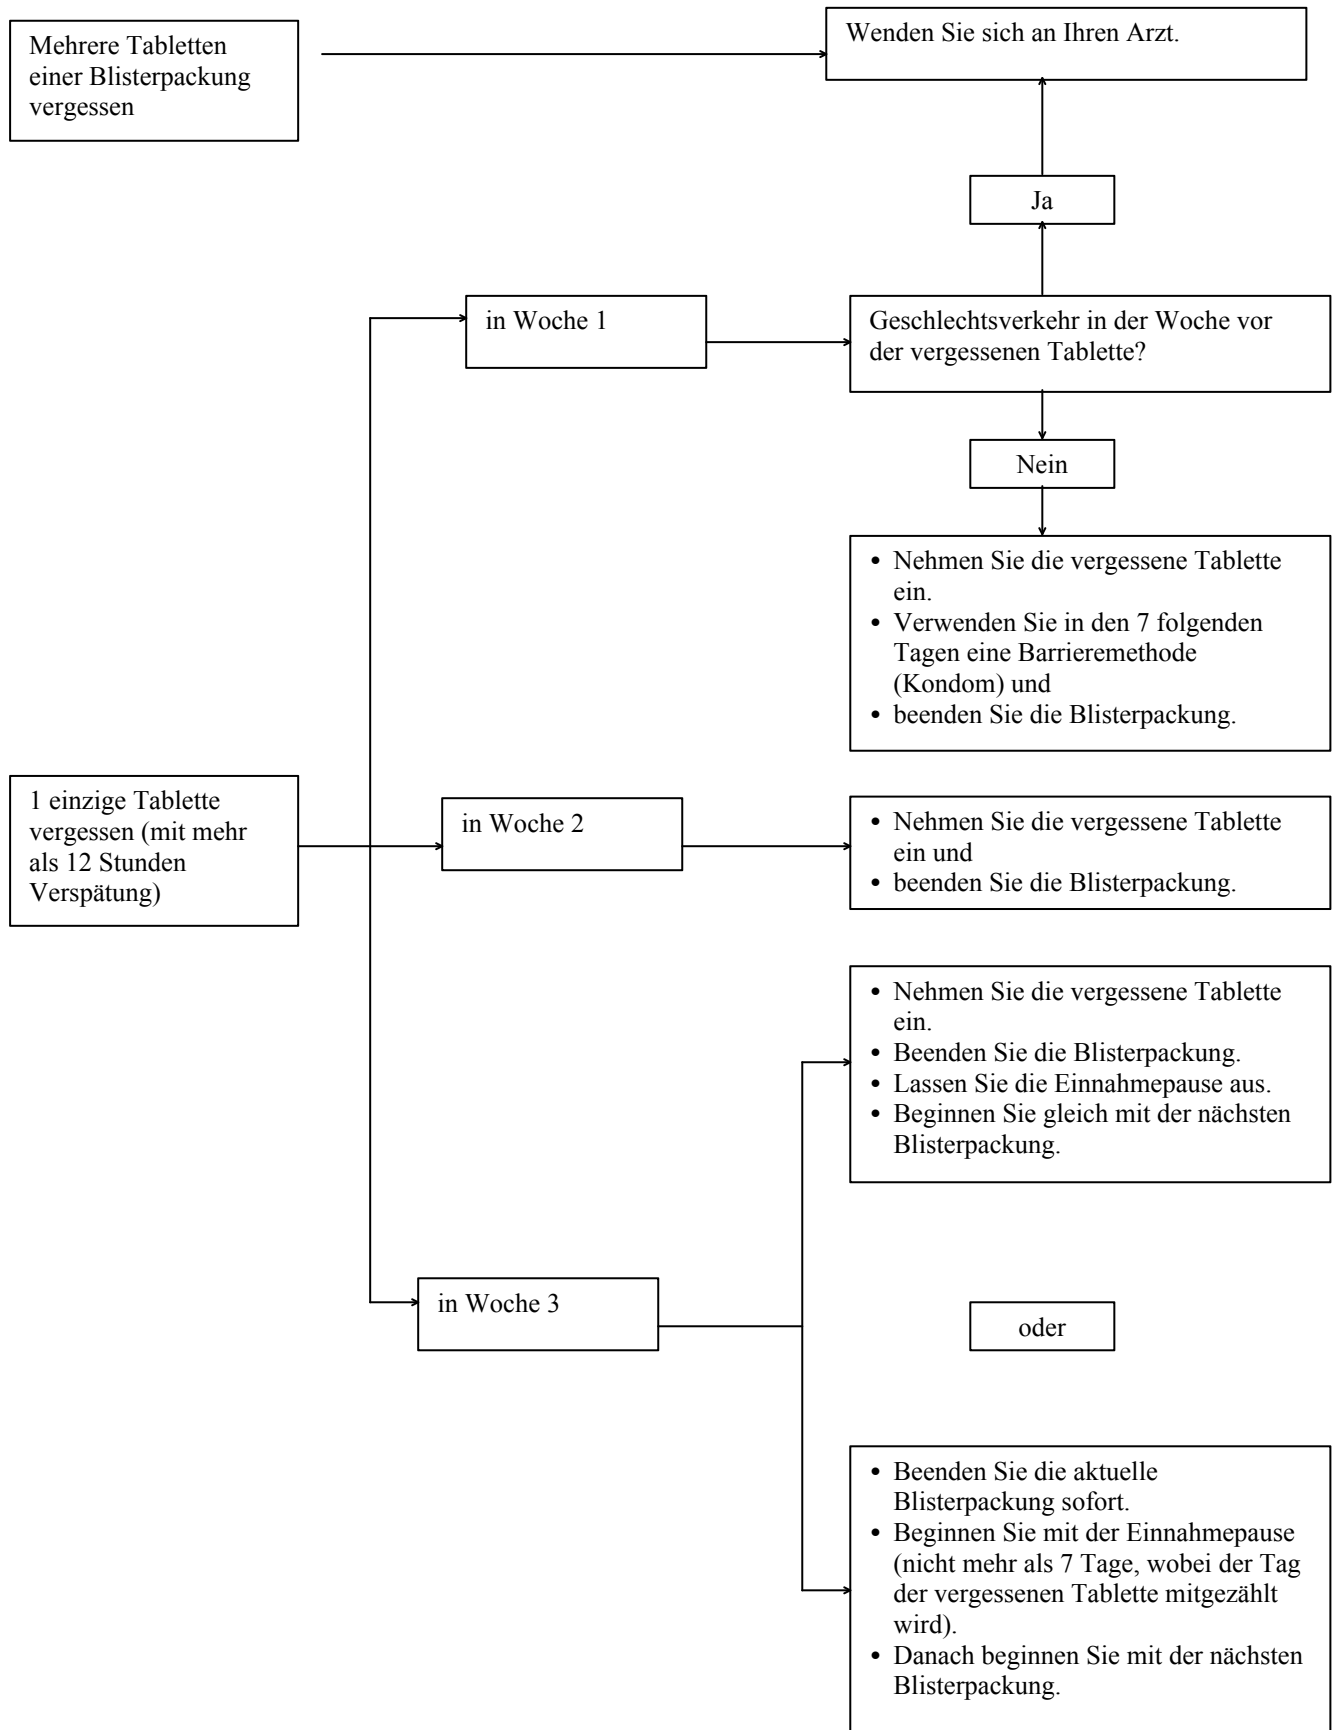 Mehrere Tabletten
einer Blisterpackung
vergessen
Wenden Sie sich an Ihren Arzt.
Ja
in Woche 1
Geschlechtsverkehr in der Woche vor
der vergessenen Tablette?
Nein
• Nehmen Sie die vergessene Tablette
ein.
• Verwenden Sie in den 7 folgenden
Tagen eine Barrieremethode
(Kondom) und
• beenden Sie die Blisterpackung.
1 einzige Tablette
vergessen (mit mehr
als 12 Stunden
Verspätung)
in Woche 2
• Nehmen Sie die vergessene Tablette
ein und
• beenden Sie die Blisterpackung.
• Nehmen Sie die vergessene Tablette
ein.
• Beenden Sie die Blisterpackung.
• Lassen Sie die Einnahmepause aus.
• Beginnen Sie gleich mit der nächsten
Blisterpackung.
in Woche 3
oder
• Beenden Sie die aktuelle
Blisterpackung sofort.
• Beginnen Sie mit der Einnahmepause
(nicht mehr als 7 Tage, wobei der Tag
der vergessenen Tablette mitgezählt
wird).
• Danach beginnen Sie mit der nächsten
Blisterpackung.